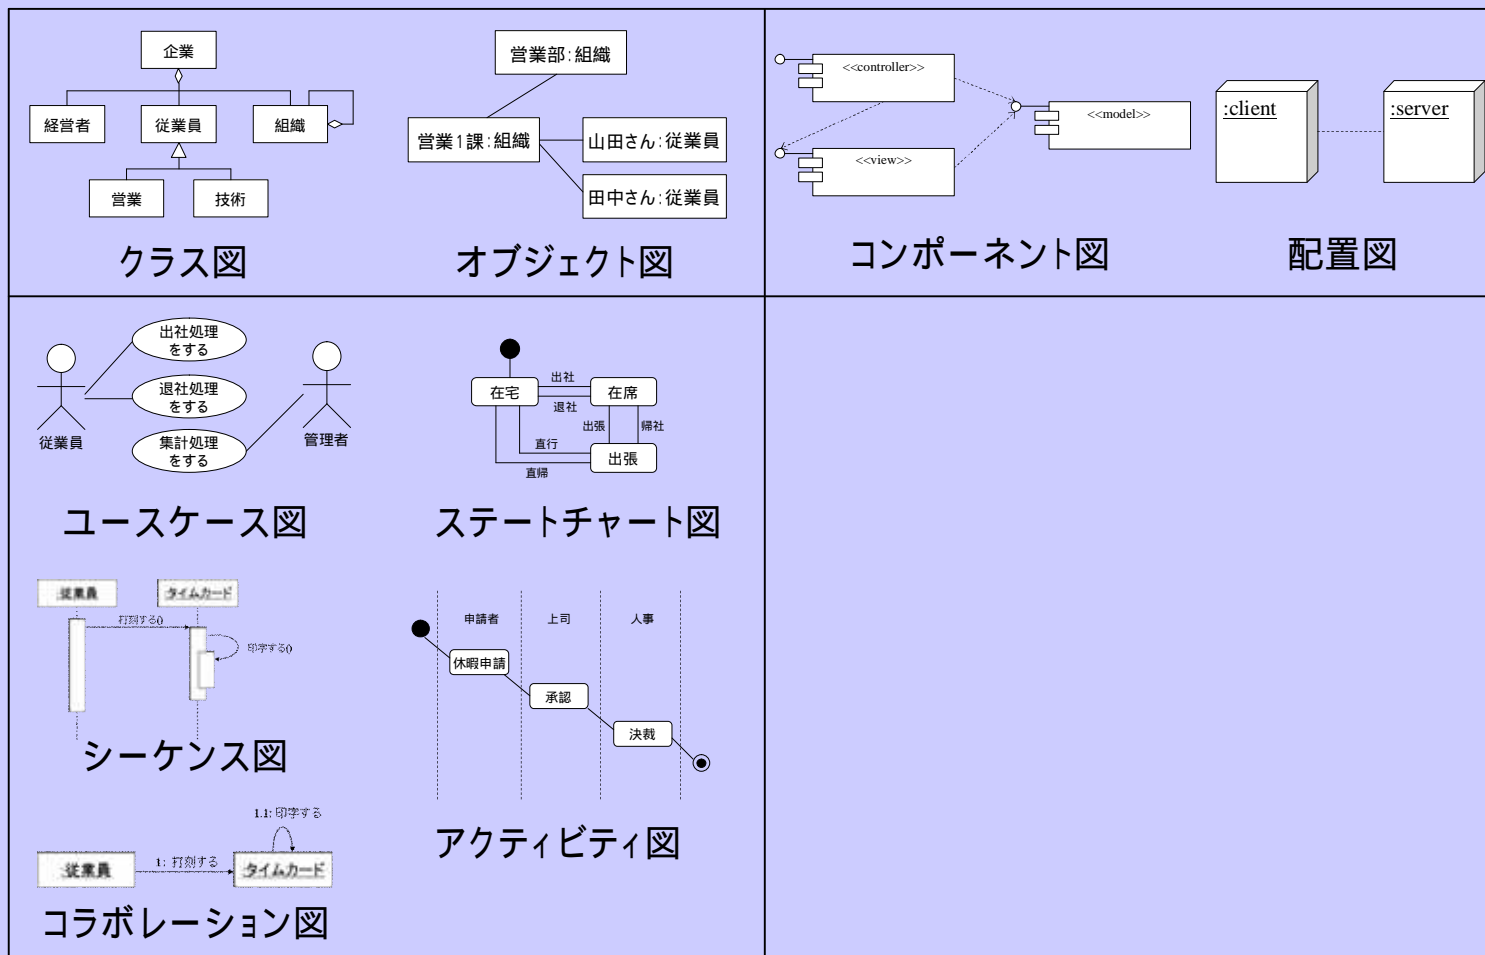 企業
経営者
従業員
組織
営業
技術
クラス図
営業部:組織
営業1課:組織
山田さん:従業員
田中さん:従業員
オブジェクト図
<<controller>>
<<model>>
<<view>>
コンポーネント図
:client
:server
配置図
出社処理
をする
退社処理
をする
集計処理
をする
従業員
管理者
ユースケース図
在宅
出社
退社
在席
出張
帰社
直行
直帰
出張
ステートチャート図
:従業員
:タイムカード
打刻する()
印字する()
シーケンス図
申請者
上司
人事
休暇申請
承認
決裁
アクティビティ図
1.1: 印字する
:従業員
1: 打刻する
:タイムカード
コラボレーション図